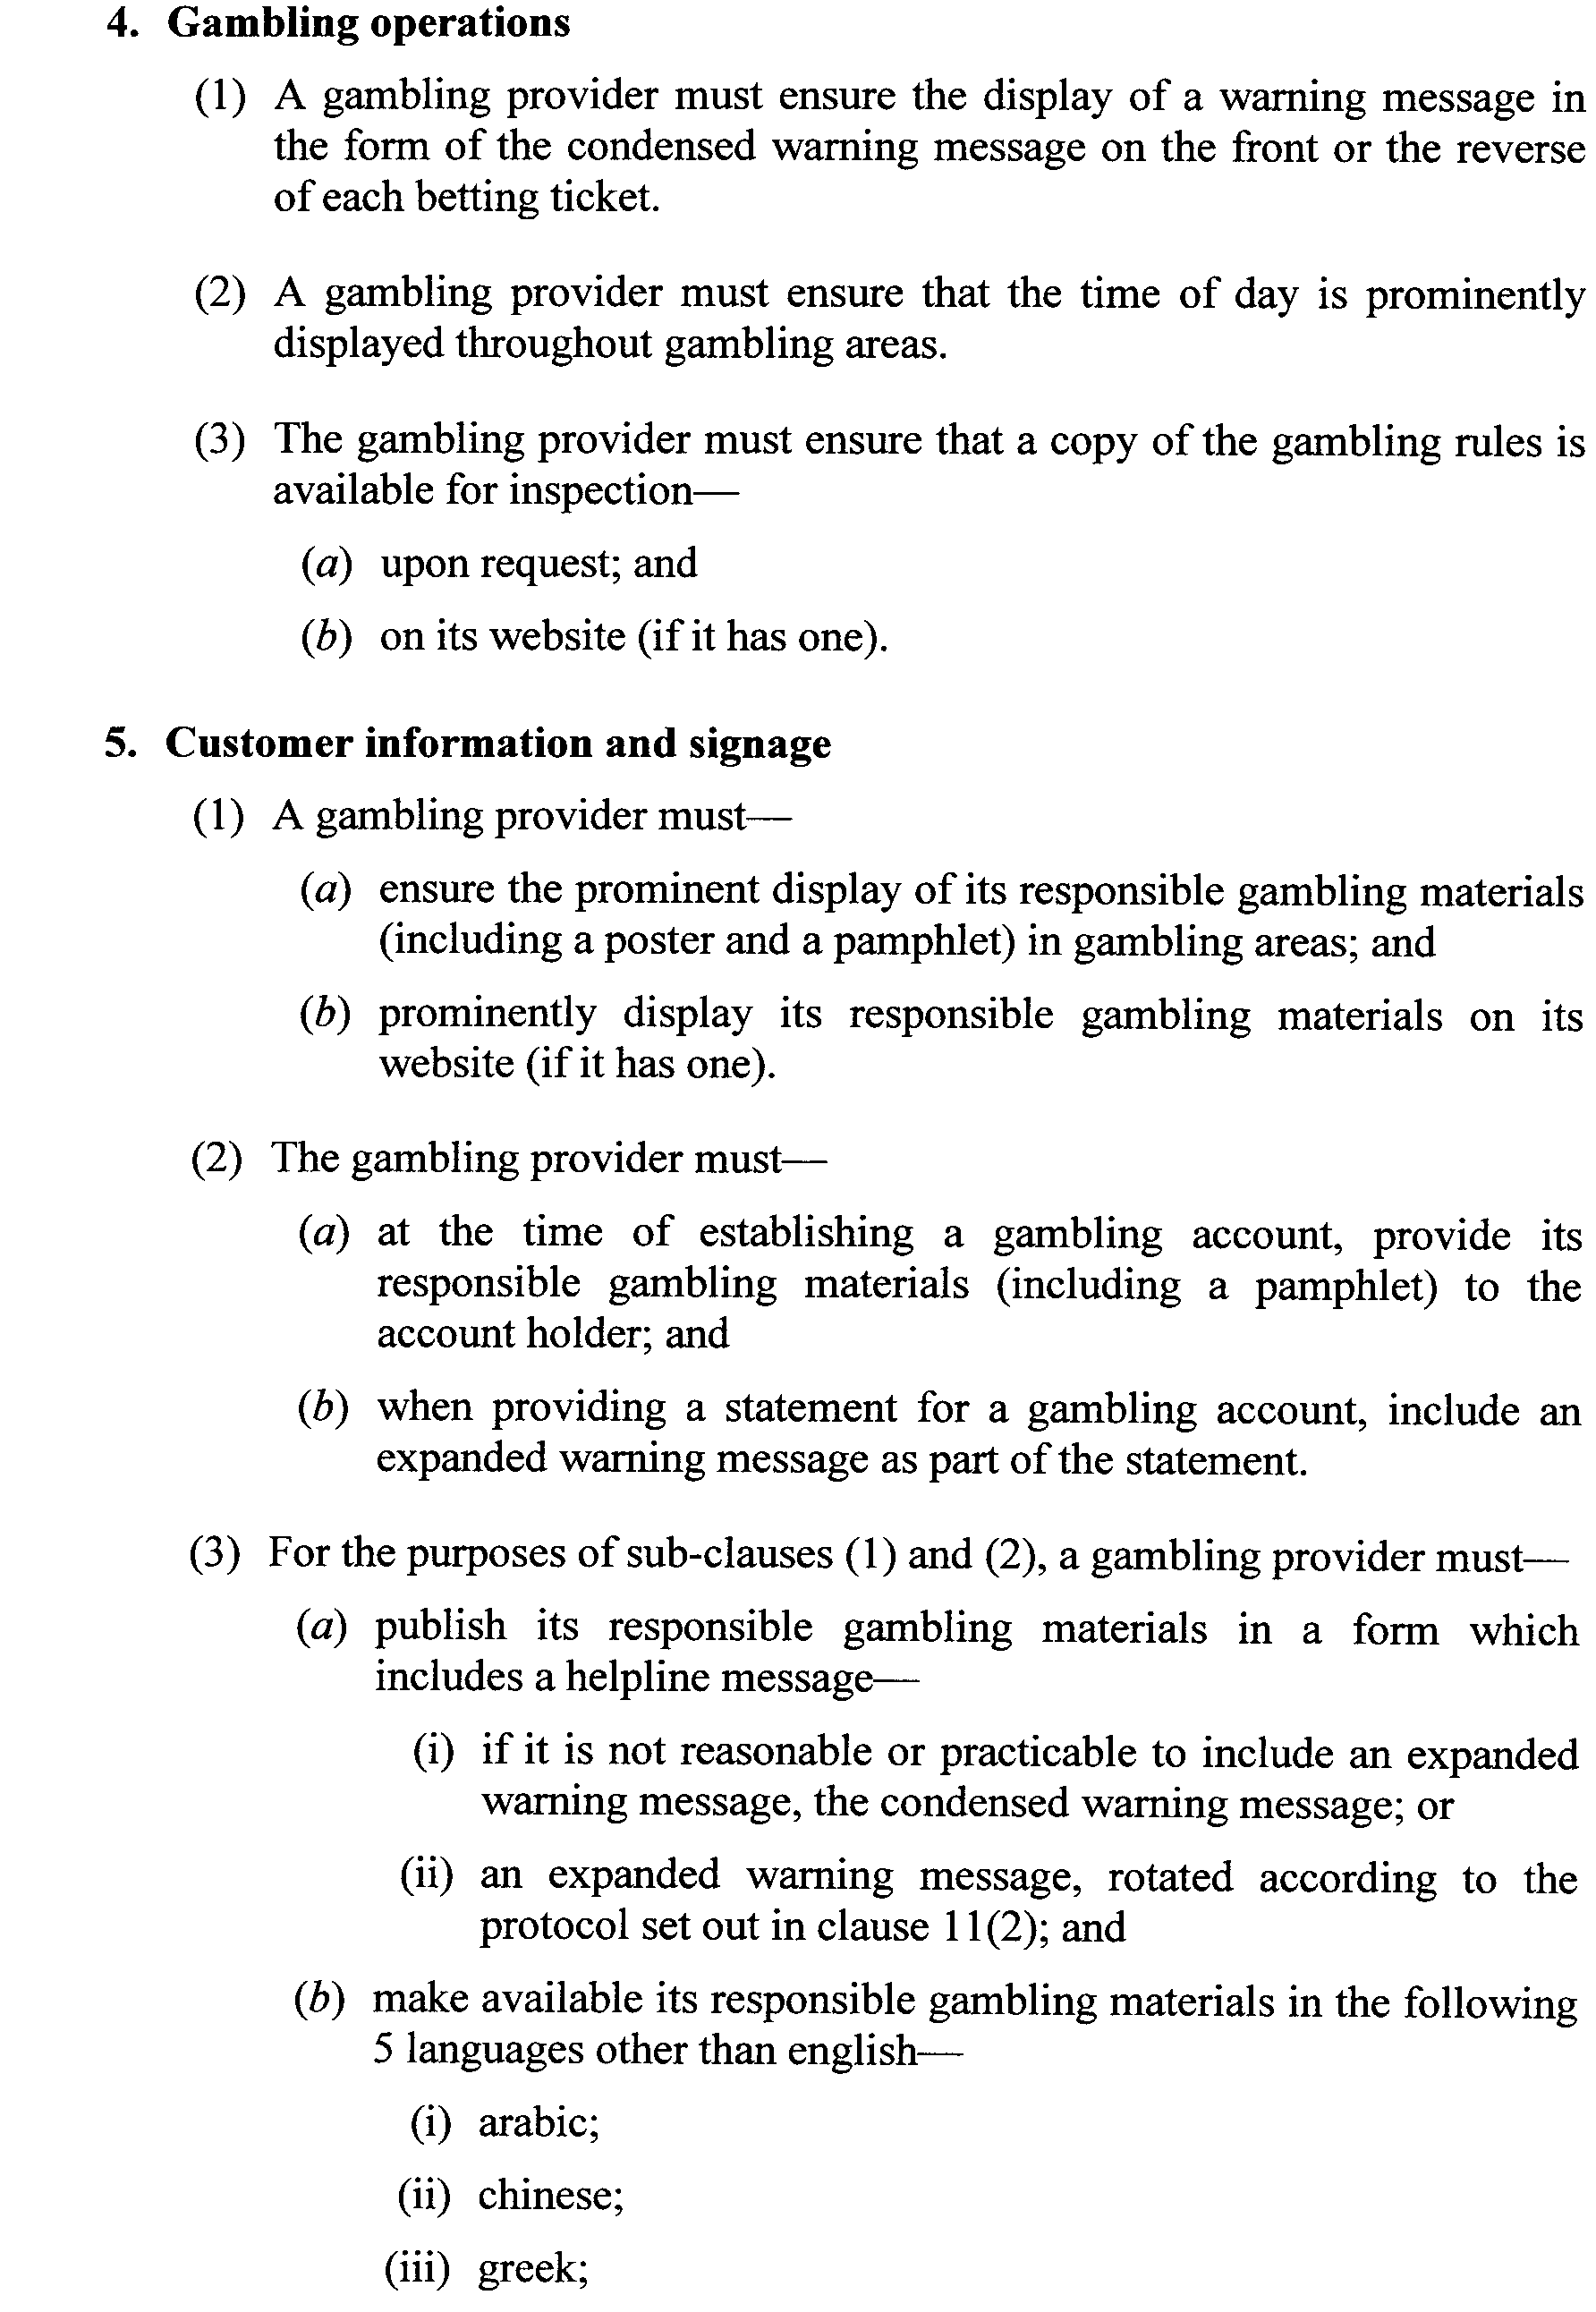 4. Gambling operations
(1) A gambling provider must ensure the display of a warning message in
the form of the condensed warning message on the front or the reverse
of each betting ticket.
(2) A gambling provider must ensure that the time of day is prominently
displayed throughout gambling areas.
(3) The gambling provider must ensure that a copy of the gambling rules is
available for inspection—
(a) upon request; and
(b) on its website (if it has one).
5. Customer information and signage
(1) A gambling provider must—
(a) ensure the prominent display of its responsible gambling materials
(including a poster and a pamphlet) in gambling areas; and
(b) prominently display its responsible gambling materials on its
website (if it has one).
(2) The gambling provider must—
(a) at the time of establishing a gambling account, provide its
responsible gambling materials (including a pamphlet) to the
account holder; and
(b) when providing a statement for a gambling account, include an
expanded warning message as part of the statement.
(3) For the purposes of sub-clauses (1) and (2), a gambling provider must—
(a) publish its responsible gambling materials in a form which
includes a helpline message—
(i) if it is not reasonable or practicable to include an expanded
warning message, the condensed warning message; or
(ii) an expanded warning message, rotated according to the
protocol set out in clause 11(2); and
(b) make available its responsible gambling materials in the following
5 languages other than english—
(i) arabic;
(ii) chinese;
(iii) greek;